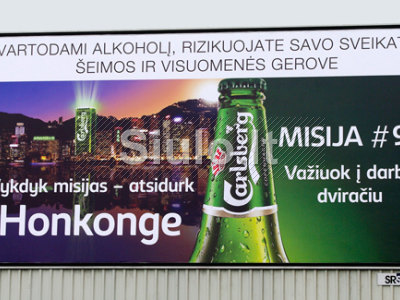 VARTODAMI ALKOHOLĮ, RIZIKUOJATE SAVO SVEIKAT
ŠEIMOS IR VISUOMENĖS GEROVE
Carlsberg
Carlsberg
MISIJA #9
Važiuok į darb
dviračiu
ykdyk misijas – atsidurk
Honkonge